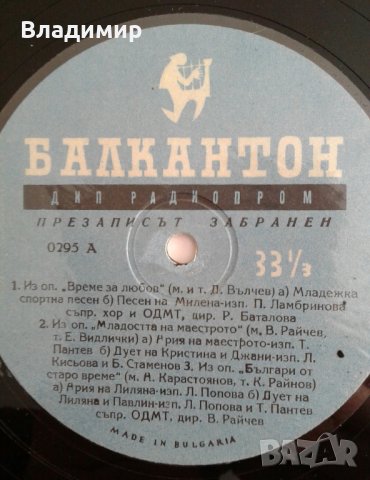 Владимир
БАЛКАНТОН
ДИП РАДИОПРОМ
ПРЕЗАПИСЪТ ЗАБРАНЕН
0295 А
33⅓
1. Из оп. „Време за любов" (м. и т. Д. Вълчев) а) Младежка
спортна песен б) Песен на Милена-изп. П. Ламбринова
съпр. хор и ОДМТ, дир. Р. Баталова
2. Из оп. „Младостта на маестрото" (м. В. Райчев,
т. Е. Видлички) а) Ария на маестрото-изп. Т.
Пантев б) Дует на Кристина и Джани-изп. Л.
Кисьова и Б. Стаменов 3. Из оп. „Българи от
старо време" (м. А. Карастоянов, т. К. Райнов)
а) Ария на Лиляна-изп. Л. Попова б) Дует на
Лиляна и Павлин-изп. Л. Попова и Т. Пантев
съпр. ОДМТ, дир. В. Райчев
MADE IN BULGARIA
БАZАР